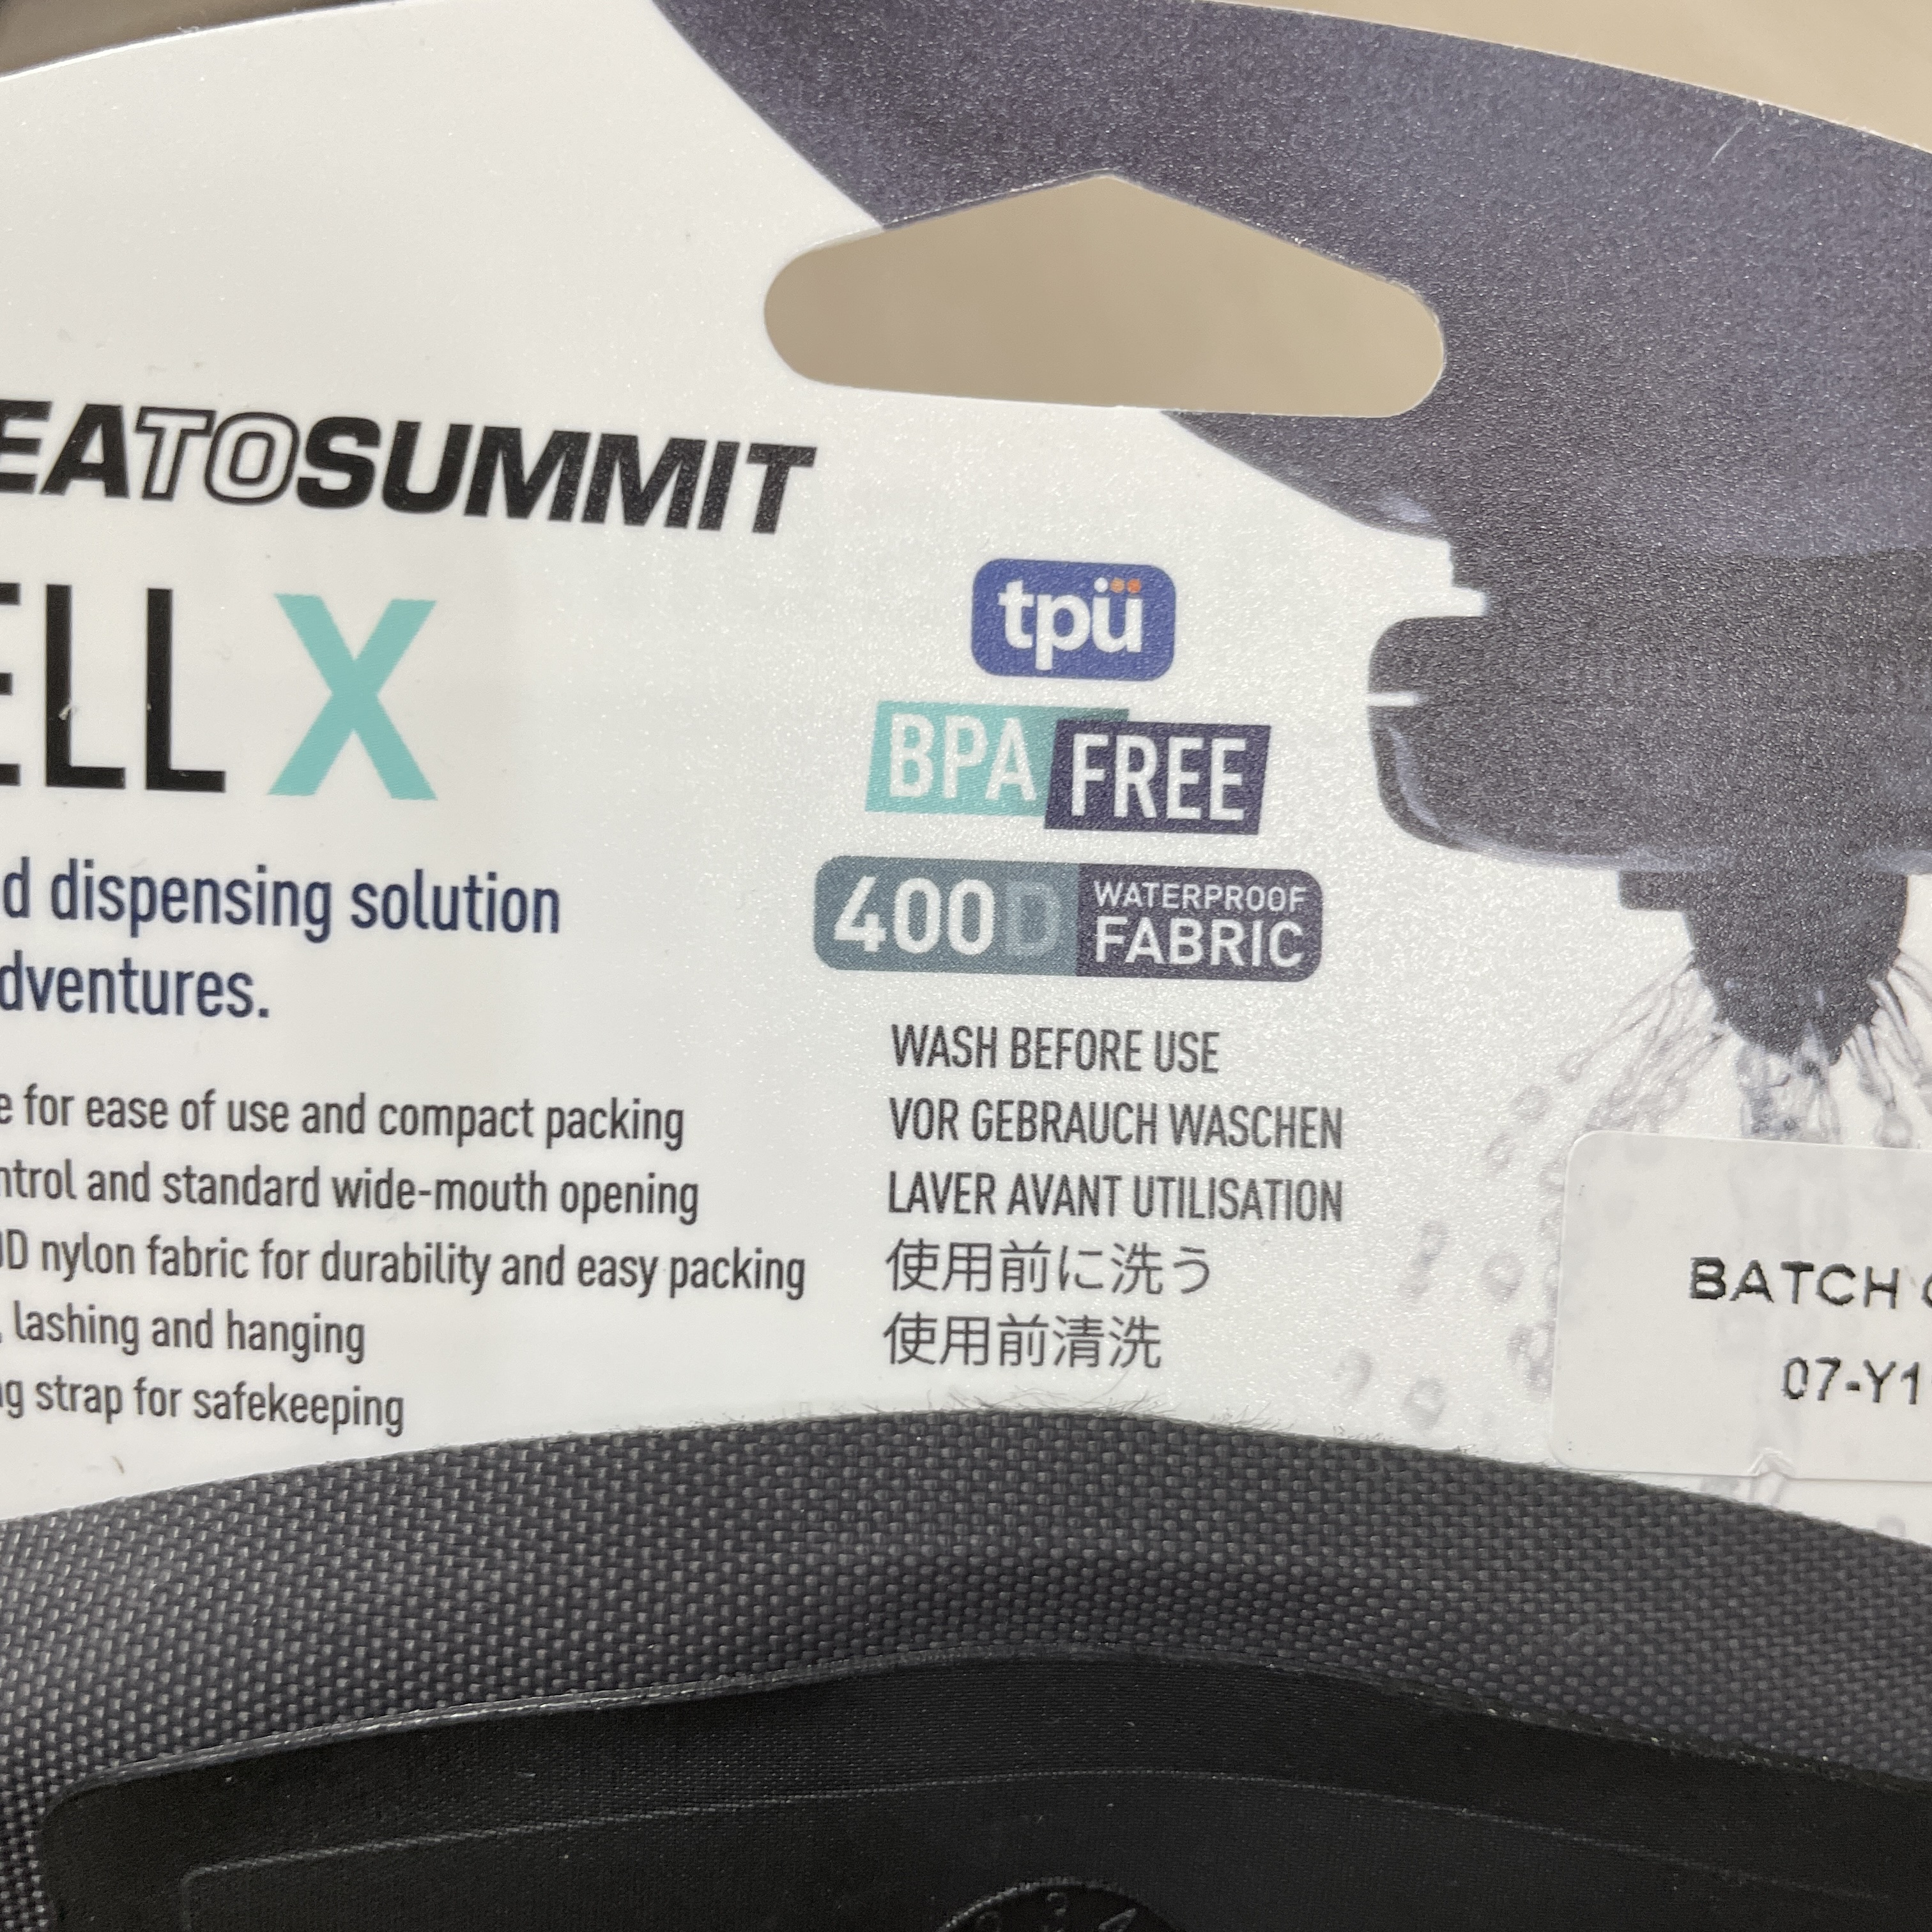 EATOSUMMIT
ELL X
d dispensing solution
dventures.
e for ease of use and compact packing
ntrol and standard wide-mouth opening
0D nylon fabric for durability and easy packing
, lashing and hanging
ng strap for safekeeping
tpu
BPA FREE
400D WATERPROOF
FABRIC
WASH BEFORE USE
VOR GEBRAUCH WASCHEN
LAVER AVANT UTILISATION
使用前に洗う
使用前清洗
BATCH
07-Y1
3 4